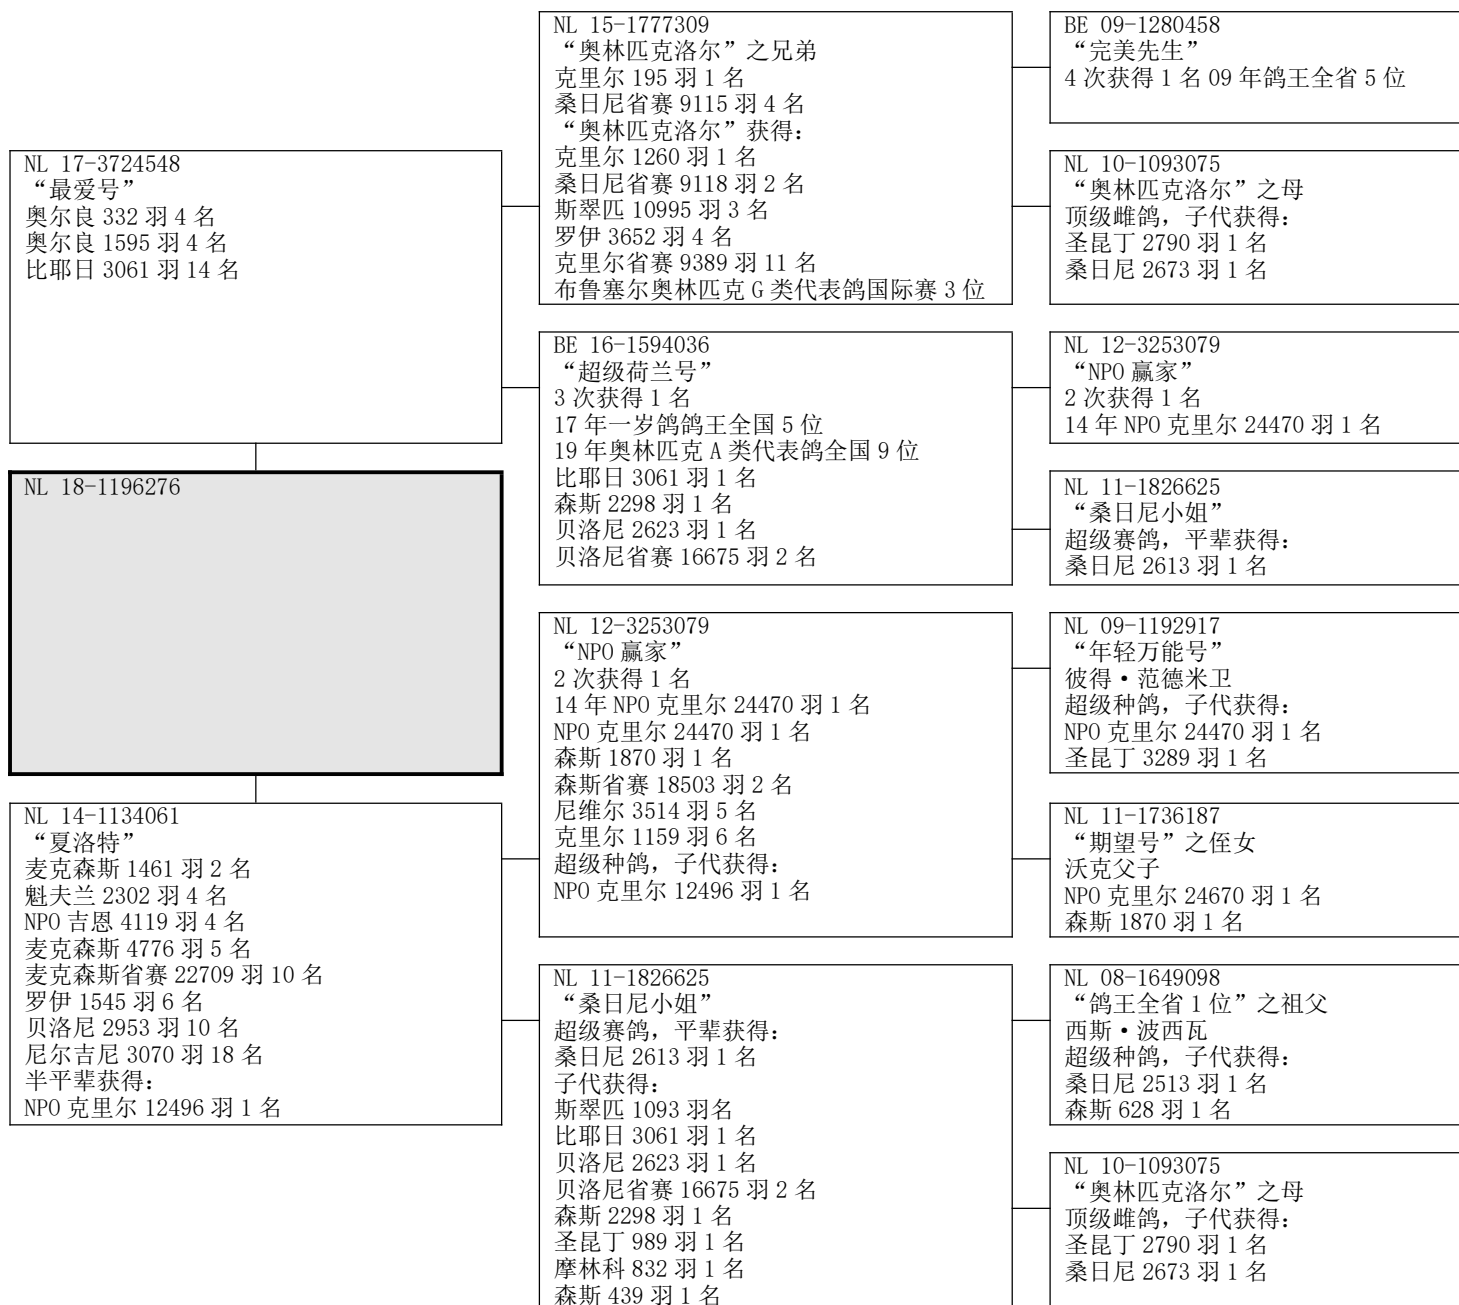 NL 17-3724548
“最爱号”
奥尔良 332 羽 4 名
奥尔良 1595 羽 4 名
比耶日 3061 羽 14 名
NL 18-1196276
NL 14-1134061
“夏洛特”
麦克森斯 1461 羽 2 名
魁夫兰 2302 羽 4 名
NPO 吉恩 4119 羽 4 名
麦克森斯 4776 羽 5 名
麦克森斯省赛 22709 羽 10 名
罗伊 1545 羽 6 名
贝洛尼 2953 羽 10 名
尼尔吉尼 3070 羽 18 名
半平辈获得：
NPO 克里尔 12496 羽 1 名
NL 15-1777309
“奥林匹克洛尔”之兄弟
克里尔 195 羽 1 名
桑日尼省赛 9115 羽 4 名
“奥林匹克洛尔”获得：
克里尔 1260 羽 1 名
桑日尼省赛 9118 羽 2 名
斯翠匹 10995 羽 3 名
罗伊 3652 羽 4 名
克里尔省赛 9389 羽 11 名
布鲁塞尔奥林匹克 G 类代表鸽国际赛 3 位
BE 16-1594036
“超级荷兰号”
3 次获得 1 名
17 年一岁鸽鸽王全国 5 位
19 年奥林匹克 A 类代表鸽全国 9 位
比耶日 3061 羽 1 名
森斯 2298 羽 1 名
贝洛尼 2623 羽 1 名
贝洛尼省赛 16675 羽 2 名
NL 12-3253079
“NPO 赢家”
2 次获得 1 名
14 年 NPO 克里尔 24470 羽 1 名
NPO 克里尔 24470 羽 1 名
森斯 1870 羽 1 名
森斯省赛 18503 羽 2 名
尼维尔 3514 羽 5 名
克里尔 1159 羽 6 名
超级种鸽，子代获得：
NPO 克里尔 12496 羽 1 名
NL 11-1826625
“桑日尼小姐”
超级赛鸽，平辈获得：
桑日尼 2613 羽 1 名
子代获得：
斯翠匹 1093 羽名
比耶日 3061 羽 1 名
贝洛尼 2623 羽 1 名
贝洛尼省赛 16675 羽 2 名
森斯 2298 羽 1 名
圣昆丁 989 羽 1 名
摩林科 832 羽 1 名
森斯 439 羽 1 名
BE 09-1280458
“完美先生”
4 次获得 1 名 09 年鸽王全省 5 位
NL 10-1093075
“奥林匹克洛尔”之母
顶级雌鸽，子代获得：
圣昆丁 2790 羽 1 名
桑日尼 2673 羽 1 名
NL 12-3253079
“NPO 赢家”
2 次获得 1 名
14 年 NPO 克里尔 24470 羽 1 名
NL 11-1826625
“桑日尼小姐”
超级赛鸽，平辈获得：
桑日尼 2613 羽 1 名
NL 09-1192917
“年轻万能号”
彼得·范德米卫
超级种鸽，子代获得：
NPO 克里尔 24470 羽 1 名
圣昆丁 3289 羽 1 名
NL 11-1736187
“期望号”之侄女
沃克父子
NPO 克里尔 24670 羽 1 名
森斯 1870 羽 1 名
NL 08-1649098
“鸽王全省 1 位”之祖父
西斯·波西瓦
超级种鸽，子代获得：
桑日尼 2513 羽 1 名
森斯 628 羽 1 名
NL 10-1093075
“奥林匹克洛尔”之母
顶级雌鸽，子代获得：
圣昆丁 2790 羽 1 名
桑日尼 2673 羽 1 名